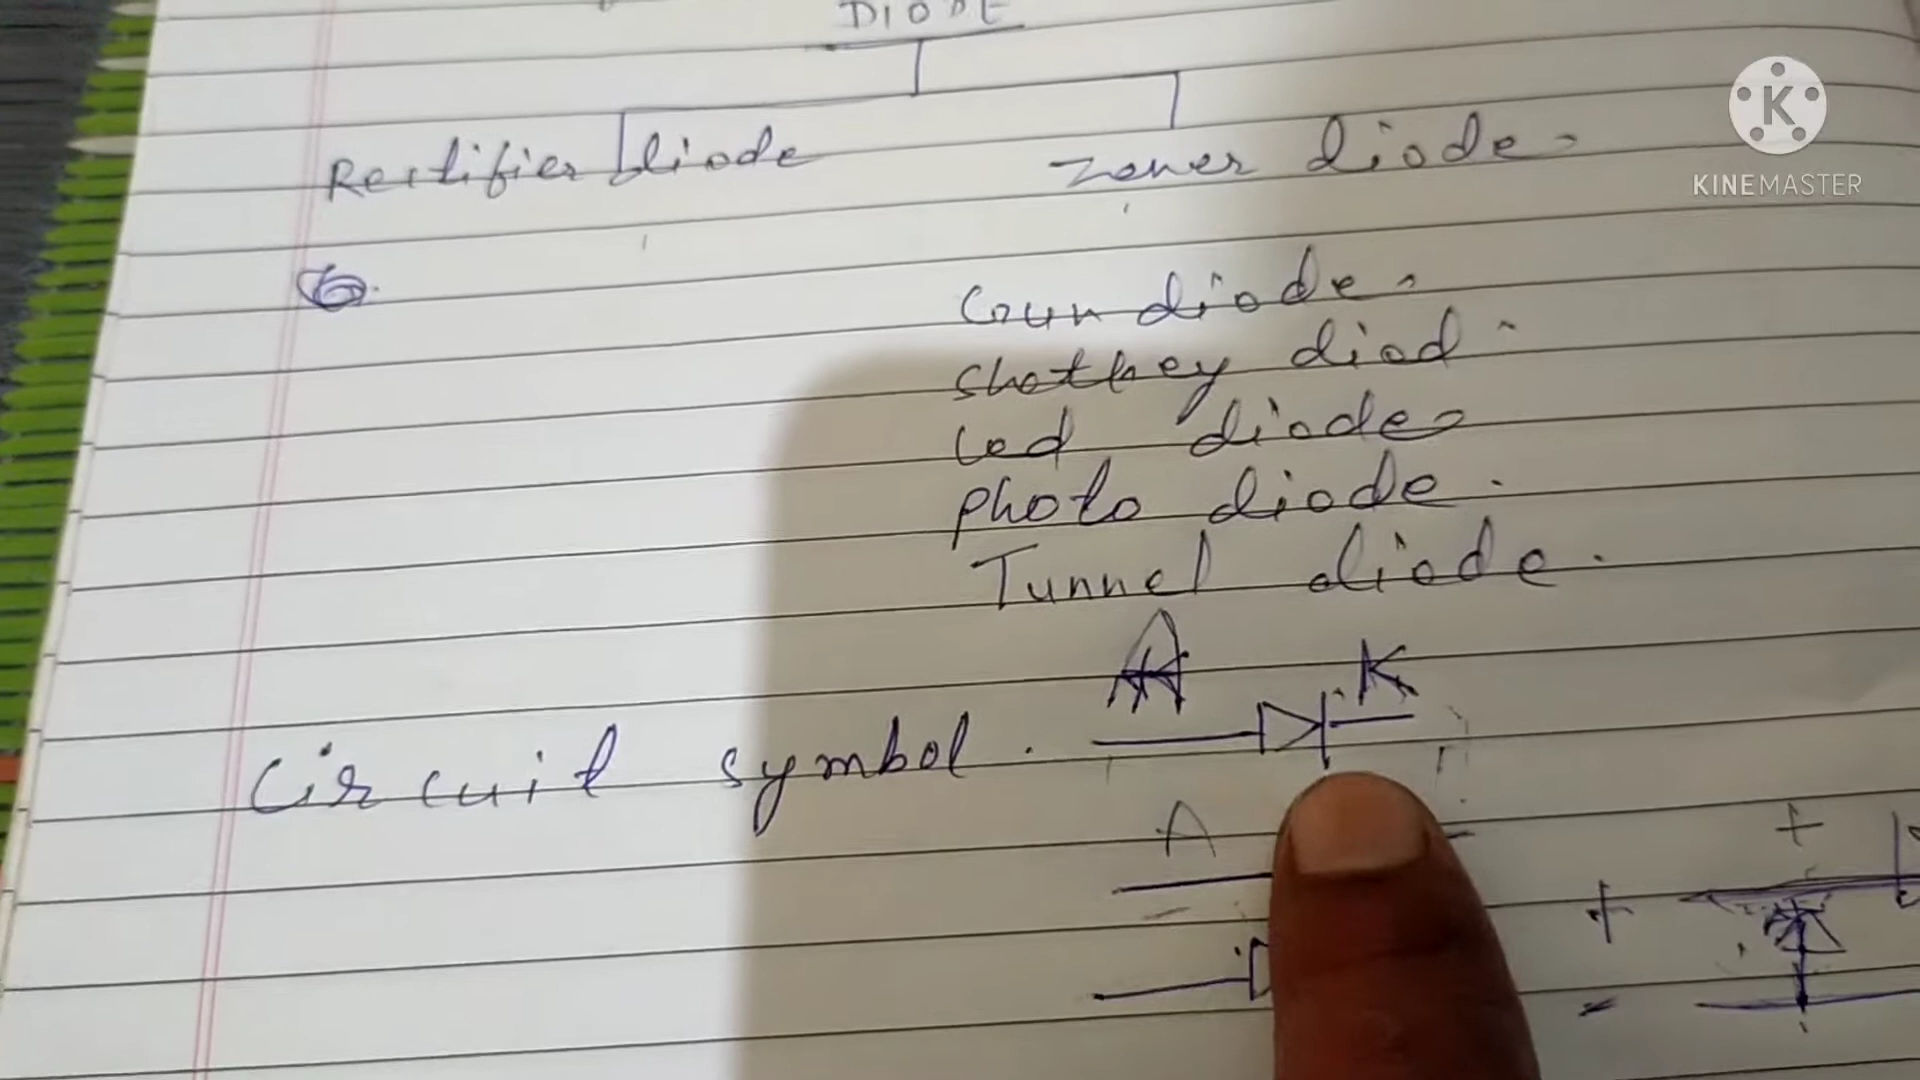 DIODE
Rectifier diode
zener diode
K
KINEMASTER
Gun diode
Shotkey diod
Led diode
photo diode
Tunnel diode
A K
Circuit symbol
A
+
+
-